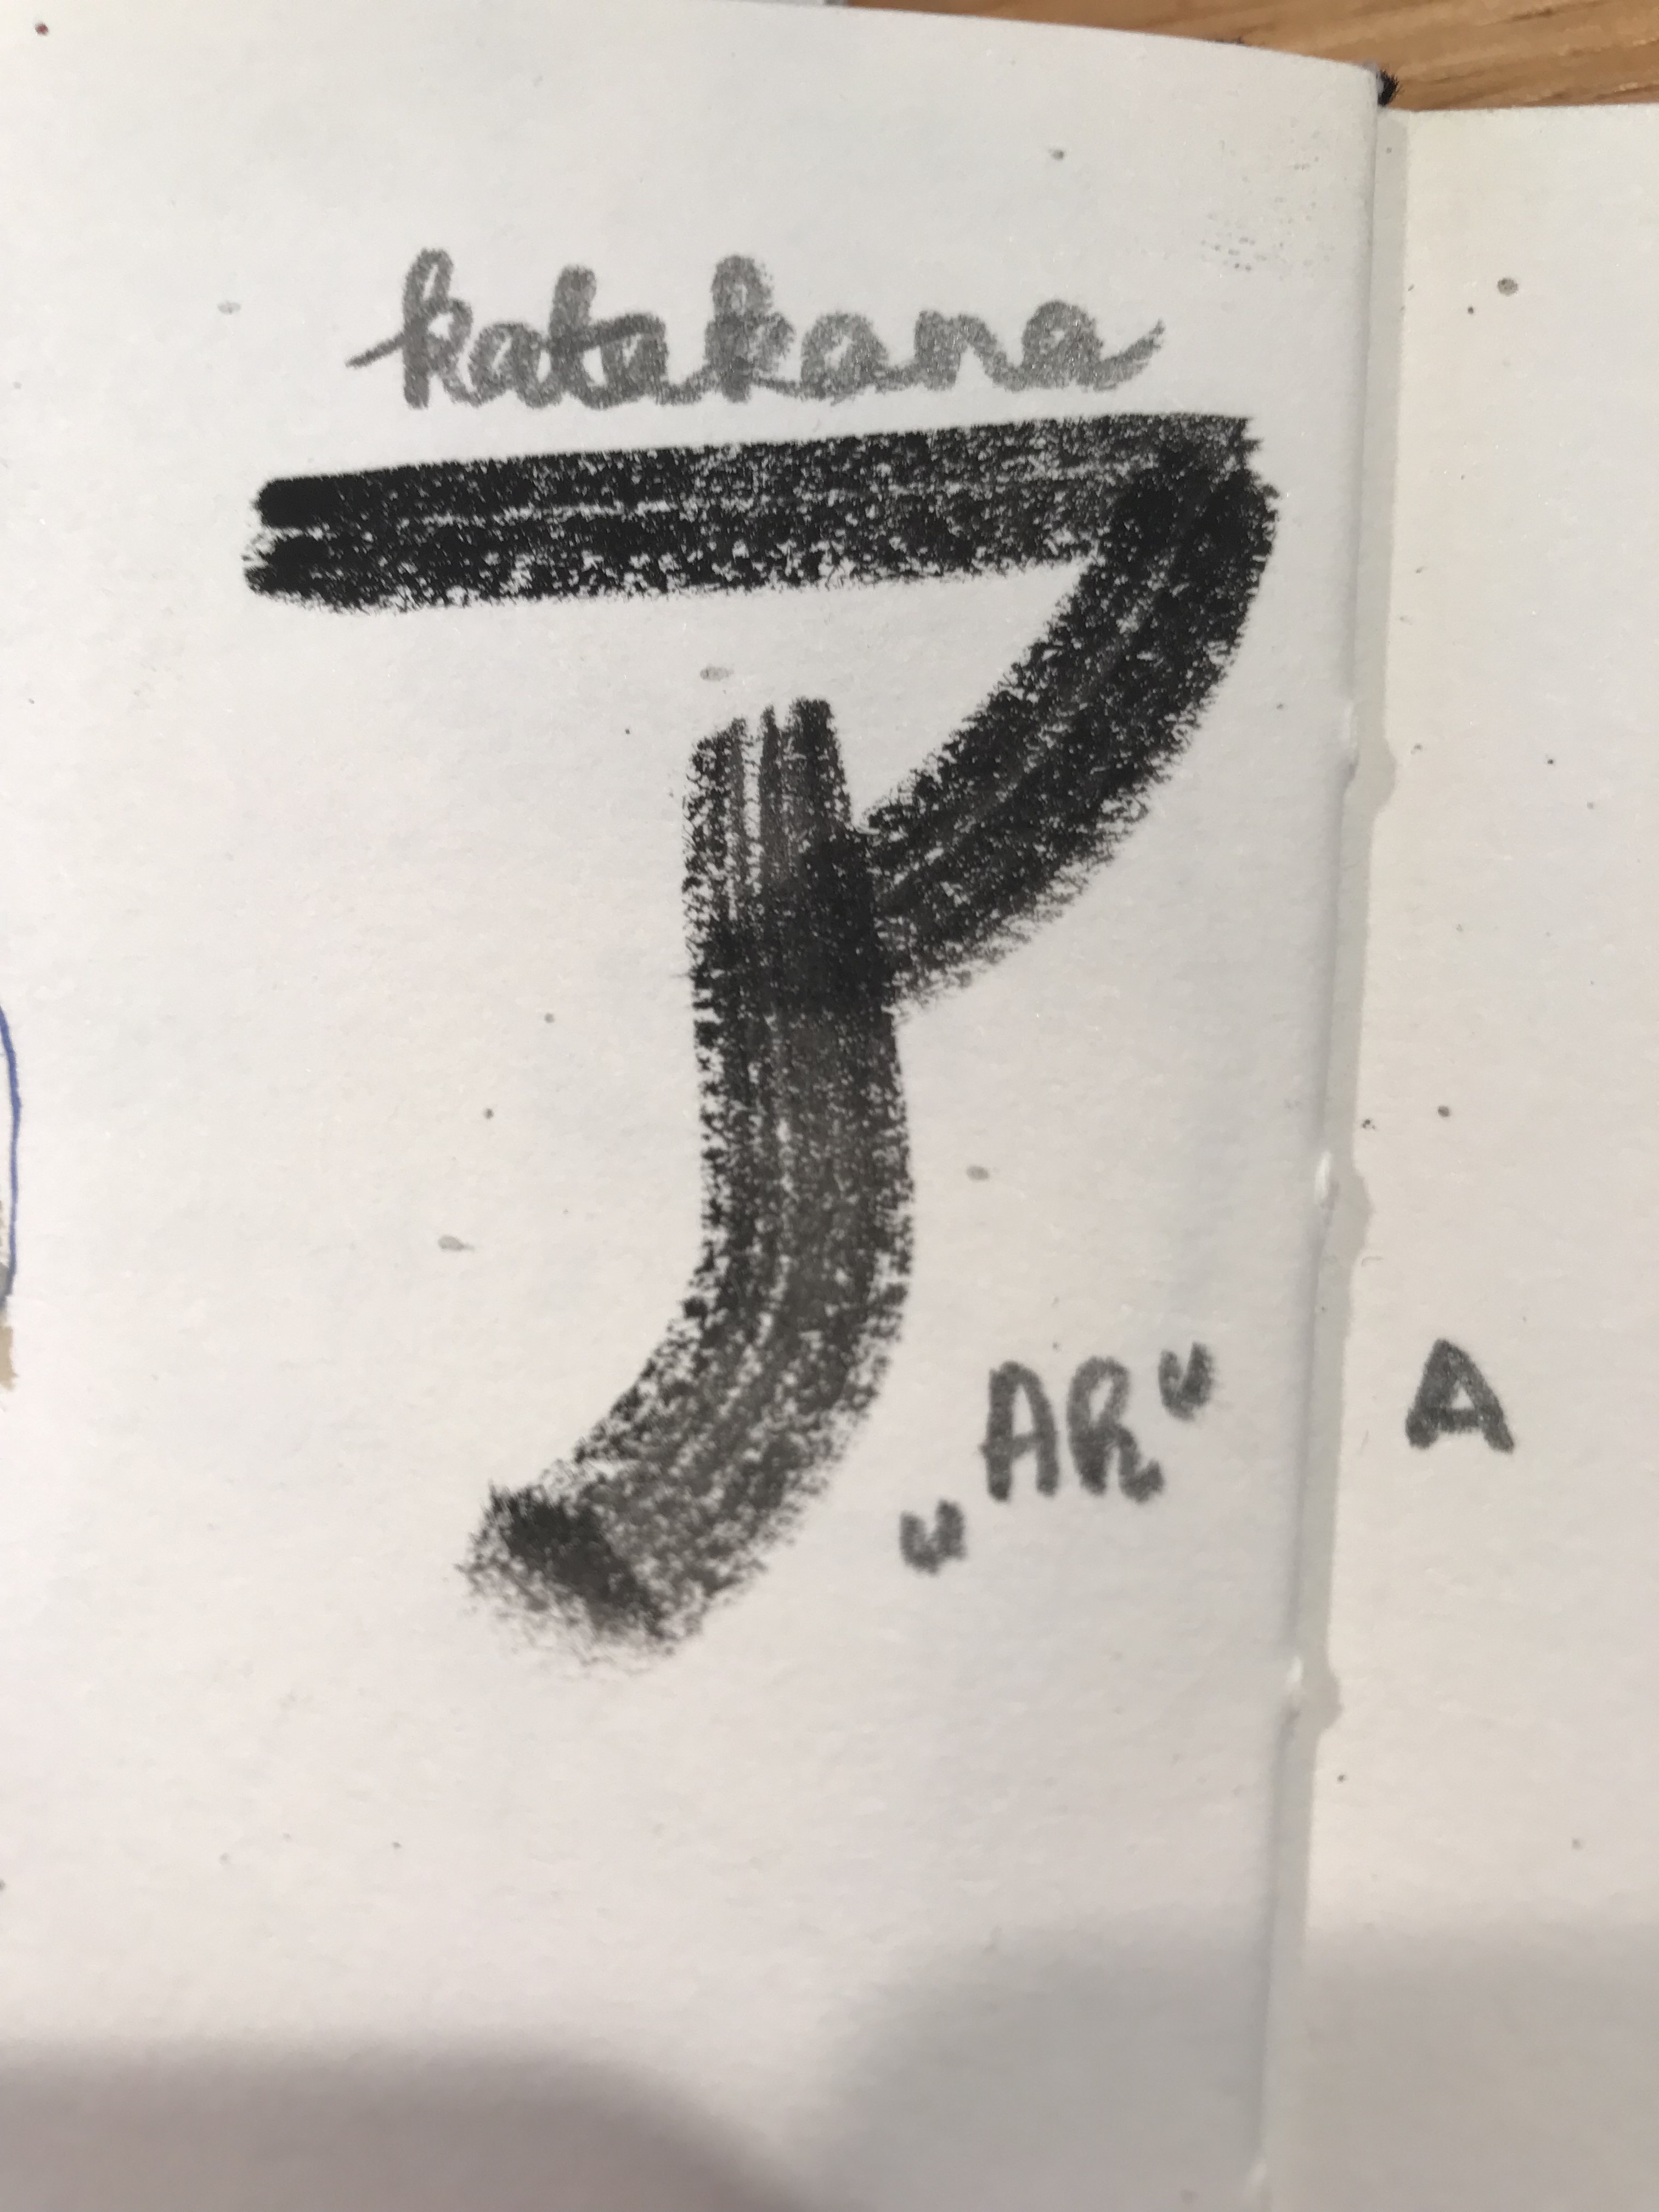 katakana
ア
„AR" A